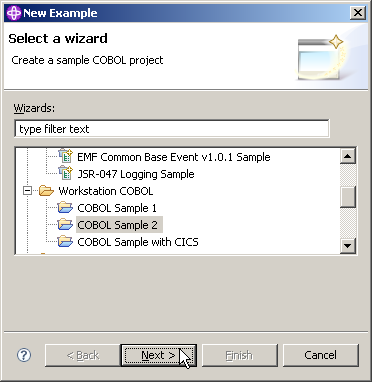 New Example
Select a wizard
Create a sample COBOL project
Wizards:
type filter text
EMF Common Base Event v1.0.1 Sample
JSR-047 Logging Sample
Workstation COBOL
COBOL Sample 1
COBOL Sample 2
COBOL Sample with CICS
? < Back Next > Finish Cancel